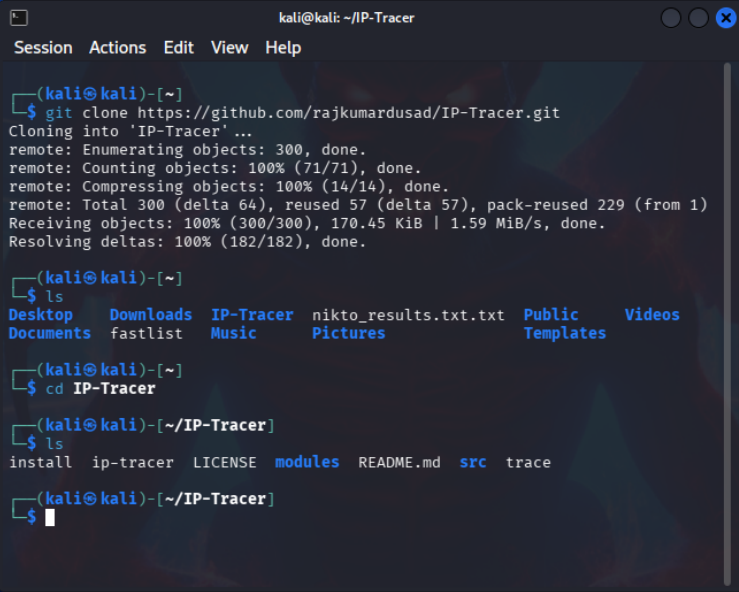 kali@kali: ~/IP-Tracer
Session Actions Edit View Help
┌──(kali㉿kali)-[~]
└─$ git clone https://github.com/rajkumardusad/IP-Tracer.git
Cloning into 'IP-Tracer'...
remote: Enumerating objects: 300, done.
remote: Counting objects: 100% (71/71), done.
remote: Compressing objects: 100% (14/14), done.
remote: Total 300 (delta 64), reused 57 (delta 57), pack-reused 229 (from 1)
Receiving objects: 100% (300/300), 170.45 KiB | 1.59 MiB/s, done.
Resolving deltas: 100% (182/182), done.
┌──(kali㉿kali)-[~]
└─$ ls
Desktop Downloads IP-Tracer nikto_results.txt.txt Public Videos
Documents fastlist Music Pictures Templates
┌──(kali㉿kali)-[~]
└─$ cd IP-Tracer
┌──(kali㉿kali)-[~/IP-Tracer]
└─$ ls
install ip-tracer LICENSE modules README.md src trace
┌──(kali㉿kali)-[~/IP-Tracer]
└─$